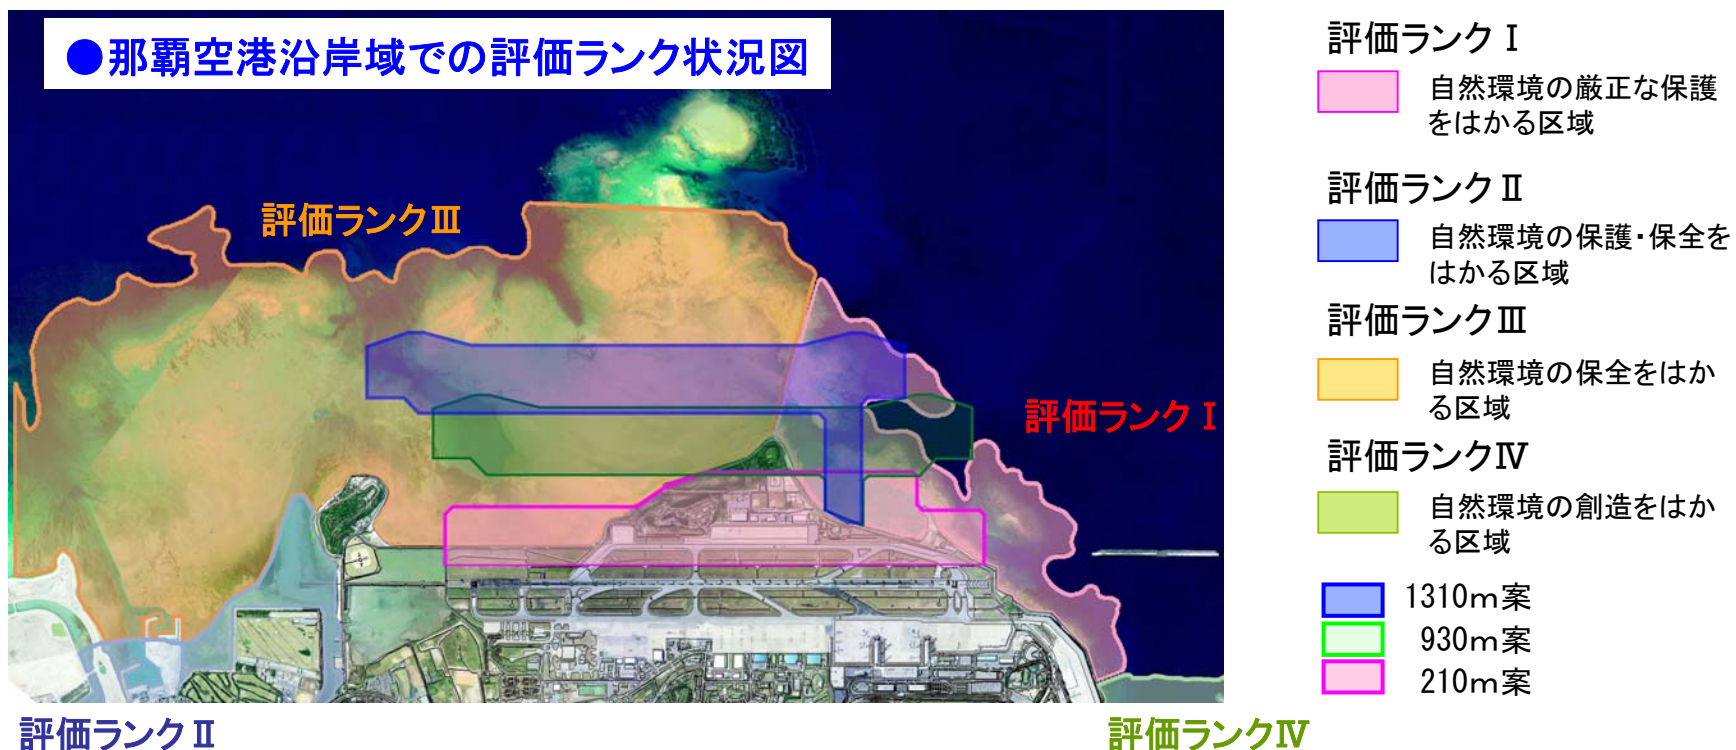 ●那覇空港沿岸域での評価ランク状況図
評価ランクⅢ
評価ランクⅠ
評価ランクⅡ
評価ランクⅣ
評価ランクⅠ
自然環境の厳正な保護
をはかる区域
評価ランクⅡ
自然環境の保護・保全を
はかる区域
評価ランクⅢ
自然環境の保全をはか
る区域
評価ランクⅣ
自然環境の創造をはか
る区域
1310m案
930m案
210m案